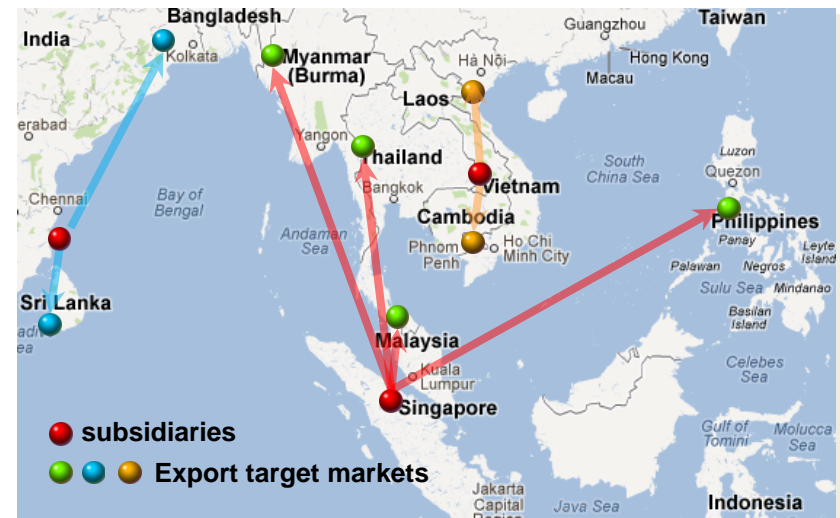 Bangladesh
Taiwan
India
Kolkata
Myanmar
(Burma)
Guangzhou
Hong Kong
Macau
Hà Nội
Laos
erabad
Yangon
Thailand
Luzon
South
China Sea
Quezon
Chennai
Bay of
Bengal
Bangkok
Vietnam
Cambodia
Philippines
Andaman
Sea
Phnom
Penh
Ho Chi
Minh City
Panay
Leyte
Island
Palawan
Negros
Mindanao
Sulu Sea
Sri Lanka
Basilan
Island
ea
Malaysia
Kuala
Lumpur
Celebes
Sea
Singapore
subsidiaries
Gulf of
Tomini
Molucca
Sea
Export target markets
Jakarta
Capital
Java Sea
Indonesia